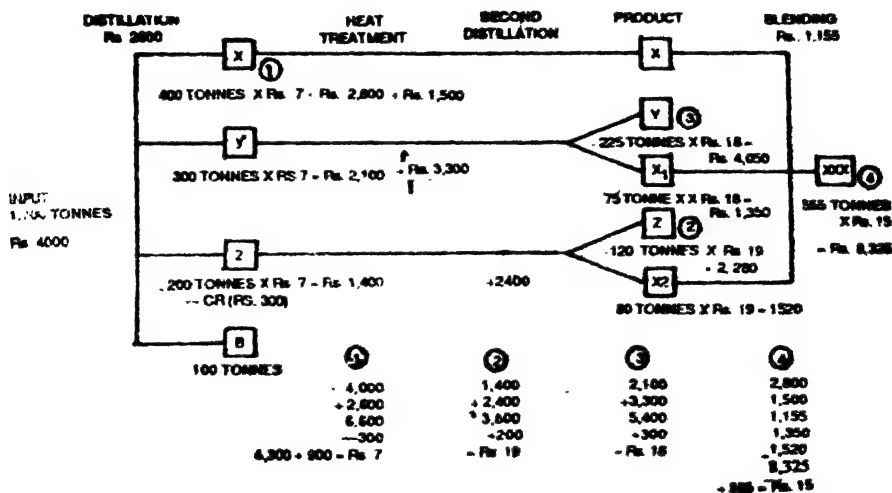 DISTILLATION HEAT SECOND PRODUCT BLENDING
Rs 2600 TREATMENT DISTILLATION Rs. 1,155
X ① X
400 TONNES X Rs. 7 - Rs. 2,800 + Rs. 1,500
Y Y ③
225 TONNES X Rs. 18 -
Rs. 4,050
300 TONNES X RS 7 - Rs. 2,100 + Rs. 3,300 X1 XXX ④
INPUT 75 TONNE X X Rs. 18 - 555 TONNES
TONNES Rs. 1,350 X Rs. 15
Rs. 4000 Z ② - Rs. 8,325
Z 120 TONNES X Rs. 19
- 2,280
200 TONNES X Rs. 7 - Rs. 1,400 +2400 X2
- CR (RS. 300) 80 TONNES X Rs. 19 - 1520
B
100 TONNES ① ② ③ ④
4,000 1,400 2,100 2,800
+2,600 +2,400 +3,300 1,500
6,600 3,800 5,400 1,155
-300 +200 +300 1,350
6,300 + 900 - Rs. 7 - Rs 19 - Rs. 18 1,520
8,325
+ 555 - Rs. 15